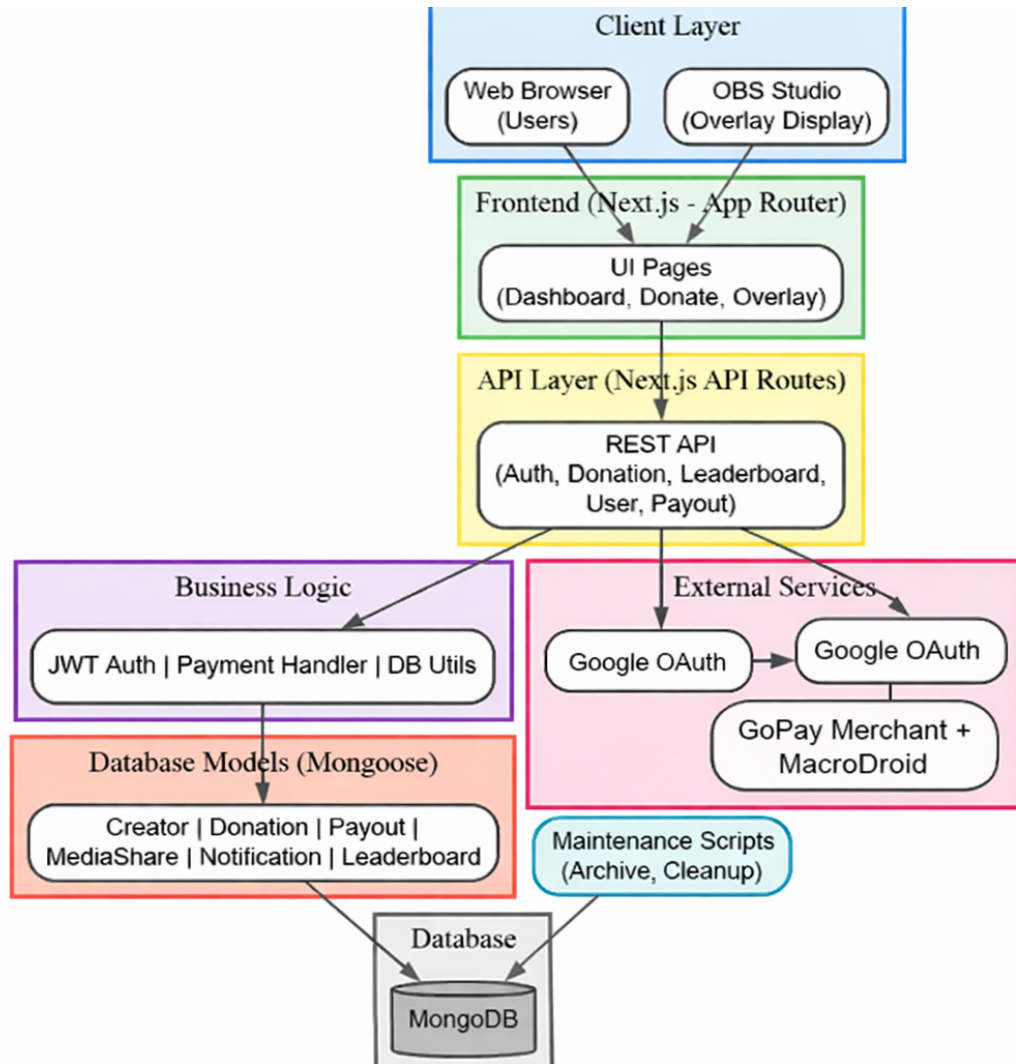 Client Layer
Web Browser
(Users)
OBS Studio
(Overlay Display)
Frontend (Next.js - App Router)
UI Pages
(Dashboard, Donate, Overlay)
API Layer (Next.js API Routes)
REST API
(Auth, Donation, Leaderboard,
User, Payout)
Business Logic
JWT Auth | Payment Handler | DB Utils
External Services
Google OAuth
Google OAuth
GoPay Merchant +
MacroDroid
Database Models (Mongoose)
Creator | Donation | Payout |
MediaShare | Notification | Leaderboard
Maintenance Scripts
(Archive, Cleanup)
Database
MongoDB